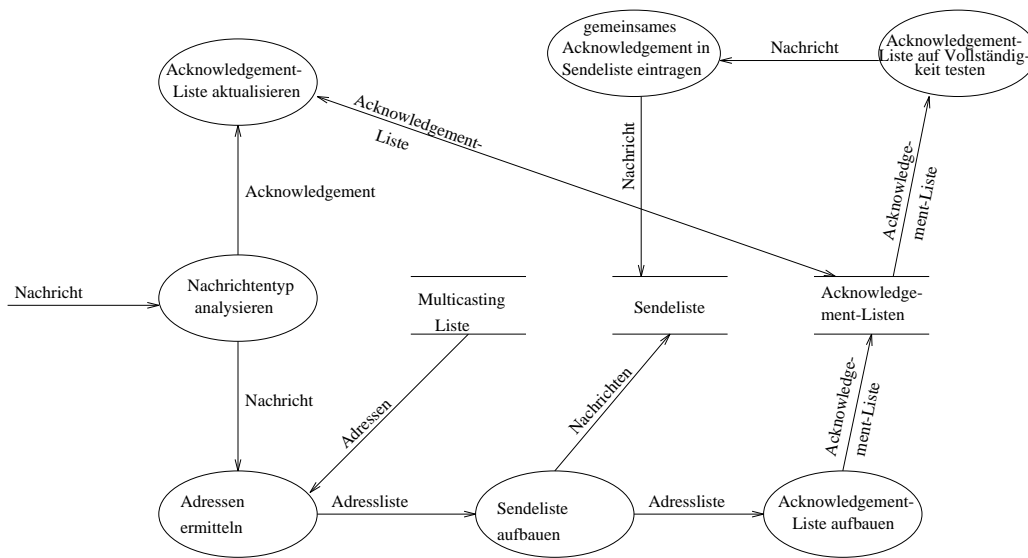 gemeinsames
Acknowledgement in
Sendeliste eintragen
Nachricht
Acknowledgement-
Liste auf Vollständig-
keit testen
Acknowledgement-
Liste aktualisieren
Acknowledgement-
Liste
Nachricht
Acknowledge-
ment-Liste
Acknowledgement
Nachricht
Nachrichtentyp
analysieren
Multicasting
Liste
Sendeliste
Acknowledge-
ment-Listen
Nachricht
Adressen
Nachrichten
Acknowledge-
ment-Liste
Adressen
ermitteln
Adressliste
Sendeliste
aufbauen
Adressliste
Acknowledgement-
Liste aufbauen